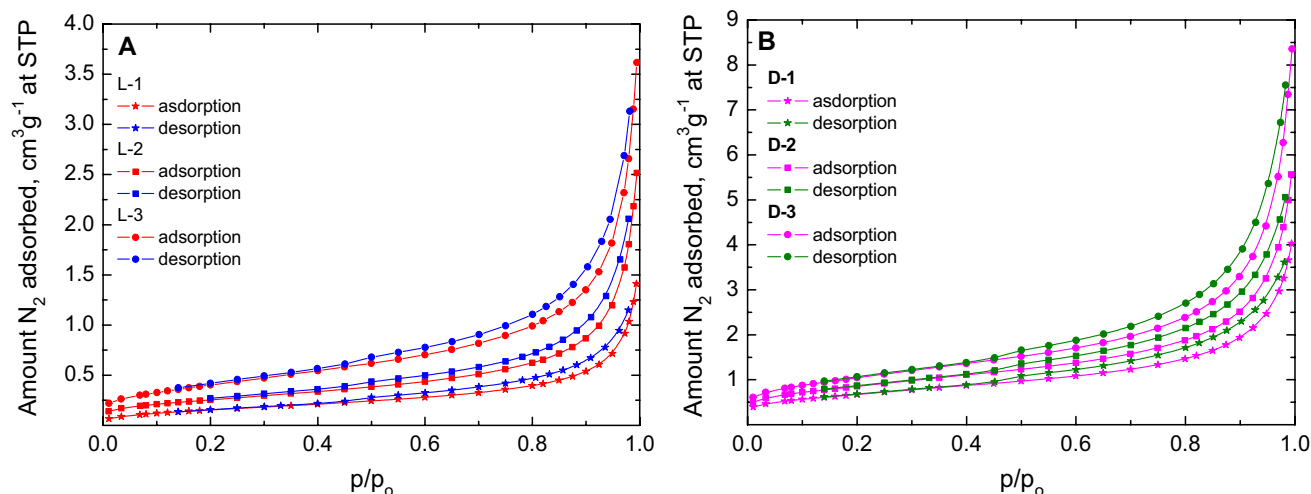 A
L-1
asdorption
desorption
L-2
adsorption
desorption
L-3
adsorption
desorption
4.0
3.5
3.0
2.5
2.0
1.5
1.0
0.5
0.0 0.2 0.4 0.6 0.8 1.0
Amount N₂ adsorbed, cm³g⁻¹ at STP
p/pₒ
B
D-1
asdorption
desorption
D-2
adsorption
desorption
D-3
adsorption
desorption
9
8
7
6
5
4
3
2
1
0.0 0.2 0.4 0.6 0.8 1.0
Amount N₂ adsorbed, cm³g⁻¹ at STP
p/pₒ